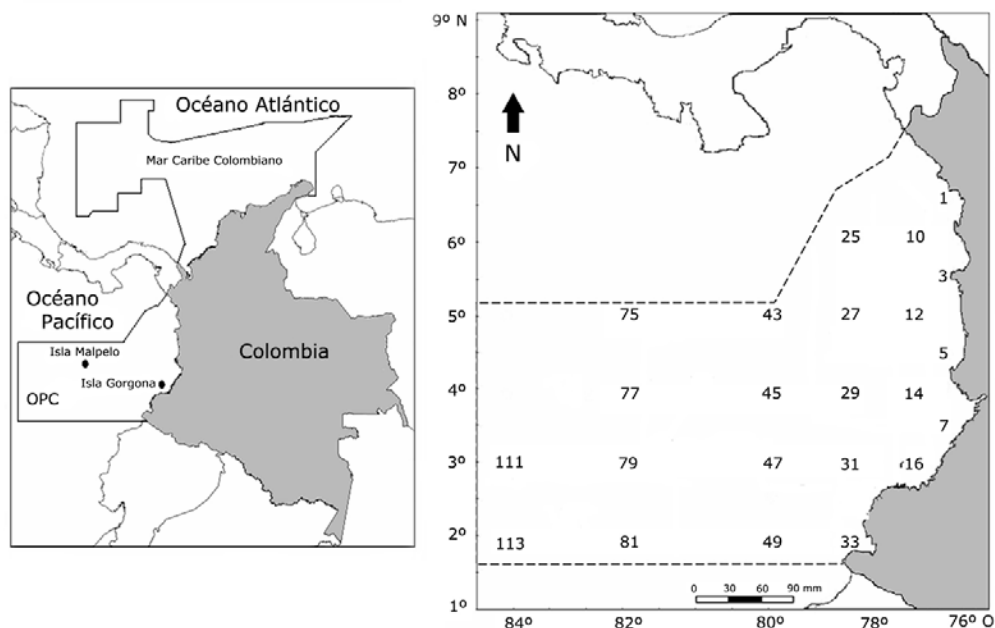 Océano Atlántico
Mar Caribe Colombiano
Océano
Pacífico
Isla Malpelo
Isla Gorgona
OPC
Colombia
9º N
8º
7º
6º
5º
4º
3º
2º
1º
N
1
25 10
3
75 43 27 12
5
77 45 29 14
7
111 79 47 31 16
113 81 49 33
0 30 60 90 mm
84º 82º 80º 78º 76º O